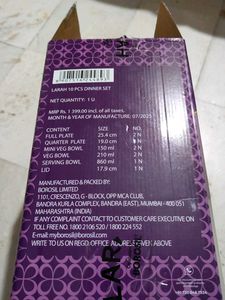 LARAH 10 PCS DINNER SET
NET QUANTITY : 1 U
MRP Rs. 1 399.00 incl. of all taxes,
MONTH & YEAR OF MANUFACTURE: 07/2025
CONTENT SIZE NO.
FULL PLATE 25.4 cm 2 N
QUARTER PLATE 19.0 cm 2 N
MINI VEG BOWL 150 ml 2 N
VEG BOWL 210 ml 2 N
SERVING BOWL 860 ml 1 N
LID 17.9 cm 1 N
MANUFACTURED & PACKED BY:
BOROSIL LIMITED
1101, CRESCENZO, G - BLOCK, OPP MCA CLUB,
BANDRA KURLA COMPLEX, BANDRA (EAST), MUMBAI - 400 051
MAHARASHTRA (INDIA)
IF ANY COMPLAINT CONTACT TO CUSTOMER CARE EXECUTIVE ON
TOLL FREE NO. 1800 2106 520 / 1800 224 552
E-mail:myborosil@borosil.com
WRITE TO US ON REGD. OFFICE ADDRESS GIVEN ABOVE.
LAR
BOROS